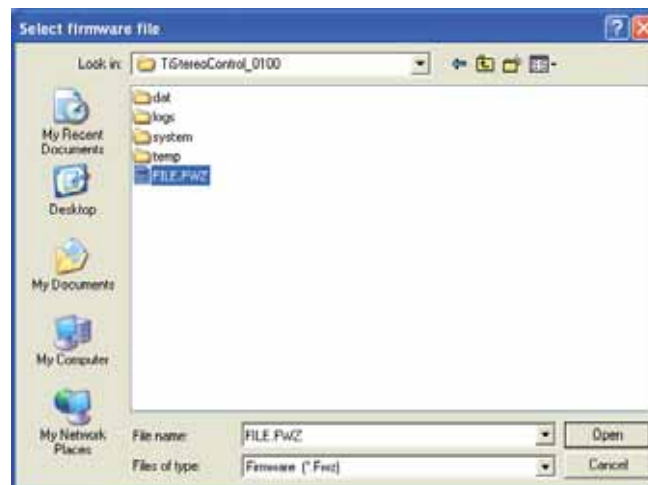 Select firmware file
Look in: TiStereoControl_0100
dat
logs
system
temp
FILE.FWZ
My Recent
Documents
Desktop
My Documents
My Computer
My Network
Places
File name: FILE.FWZ Open
Files of type: Firmware (*.Fwz) Cancel